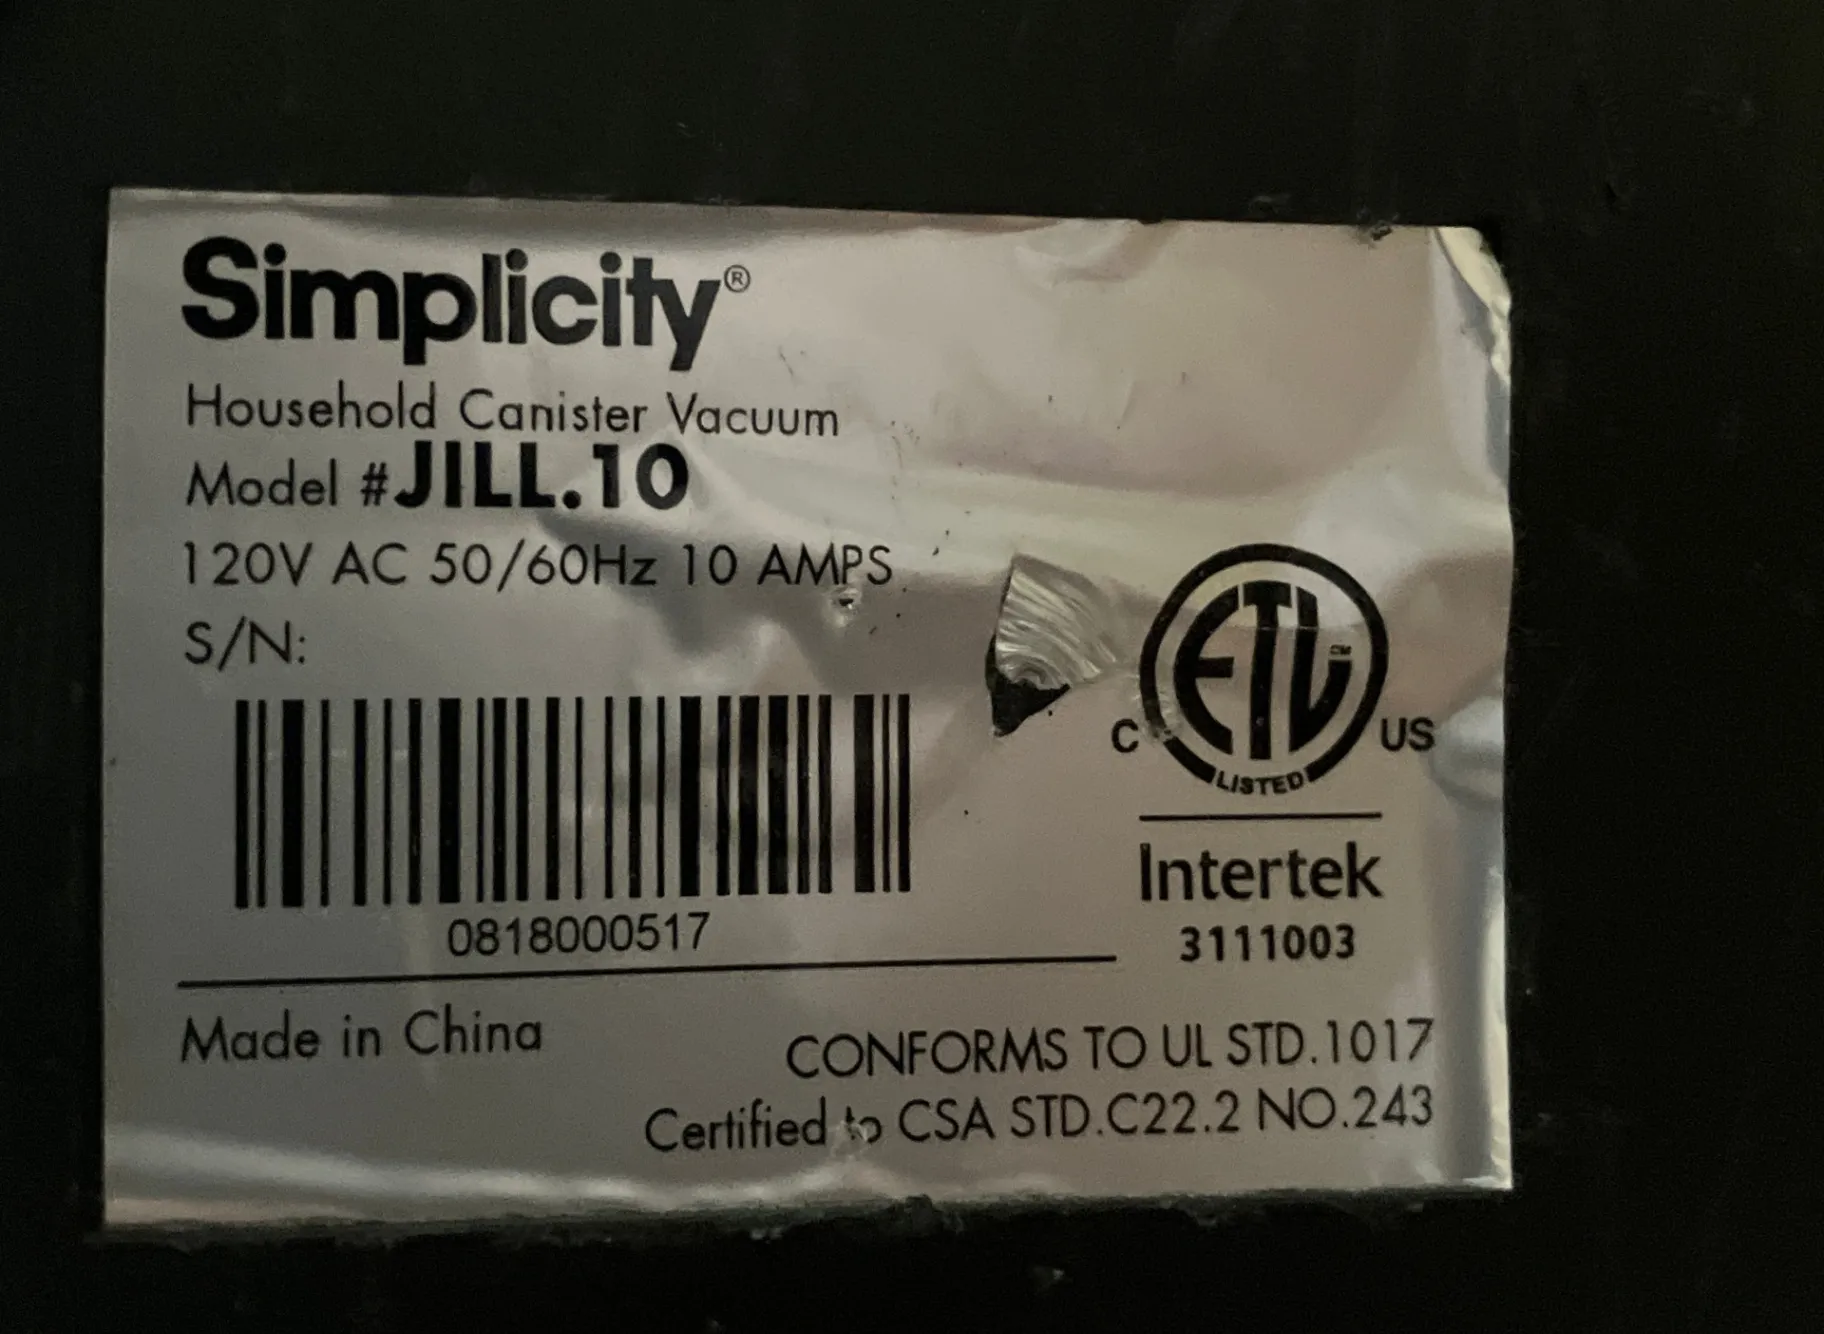 Simplicity®
Household Canister Vacuum
Model #JILL.10
120V AC 50/60Hz 10 AMPS
S/N:
0818000517
ETL CM
C US
LISTED
Intertek
3111003
Made in China
CONFORMS TO UL STD.1017
Certified to CSA STD.C22.2 NO.243